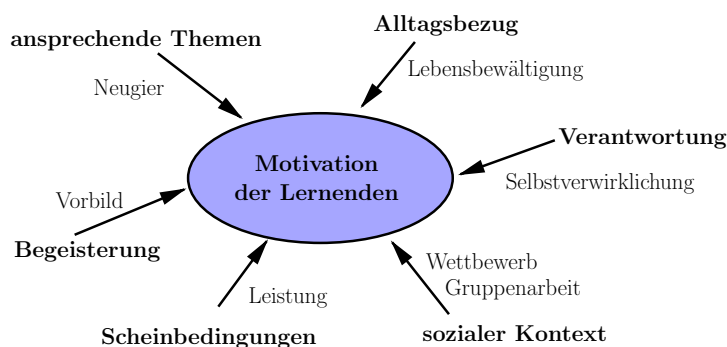 Alltagsbezug
ansprechende Themen
Lebensbewältigung
Neugier
Verantwortung
Motivation
der Lernenden
Selbstverwirklichung
Vorbild
Begeisterung
Wettbewerb
Gruppenarbeit
Leistung
Scheinbedingungen
sozialer Kontext